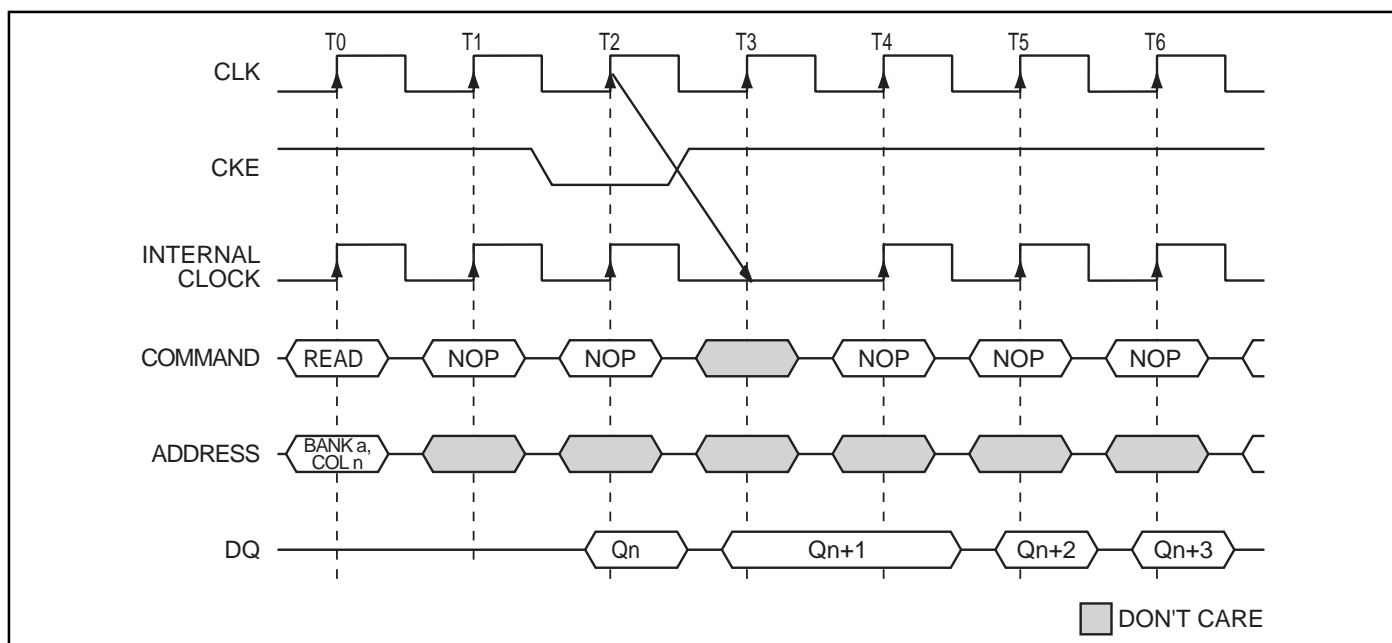 T0 T1 T2 T3 T4 T5 T6
CLK
CKE
INTERNAL
CLOCK
COMMAND READ NOP NOP NOP NOP NOP
ADDRESS BANK a,
COL n
DQ Qn Qn+1 Qn+2 Qn+3
DON'T CARE